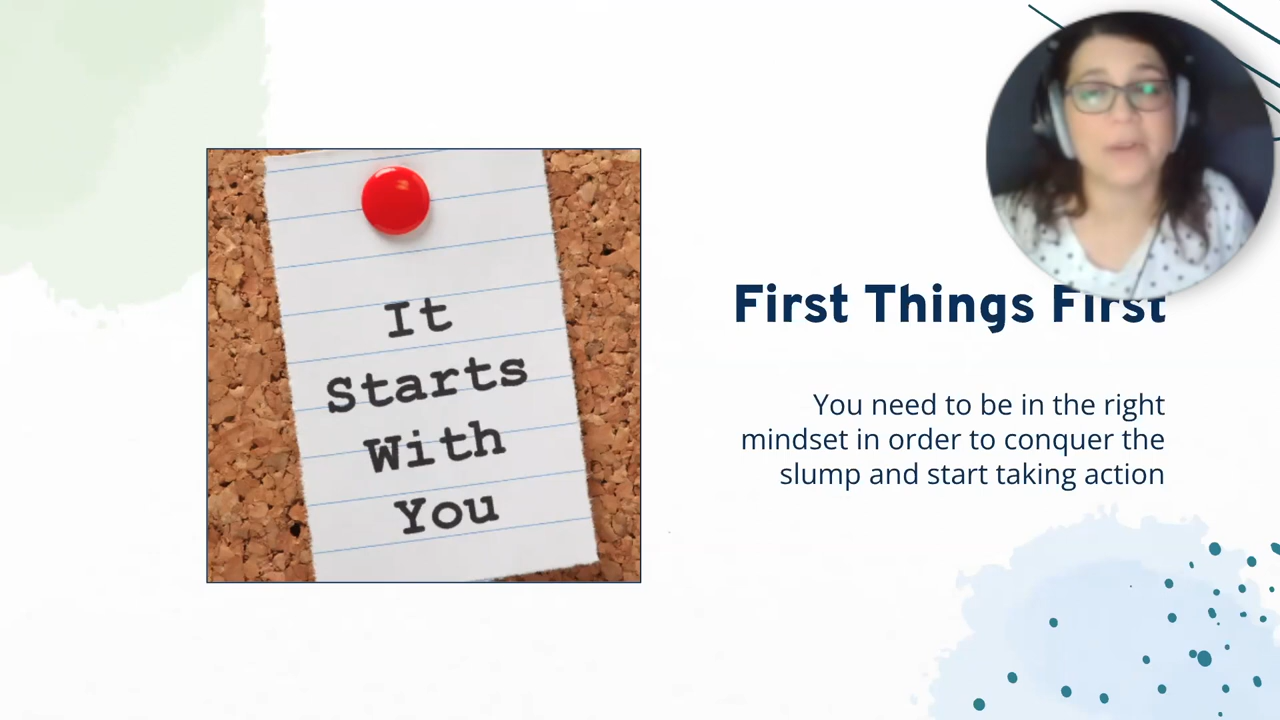 It
Starts
With
You
First Things First
You need to be in the right
mindset in order to conquer the
slump and start taking action